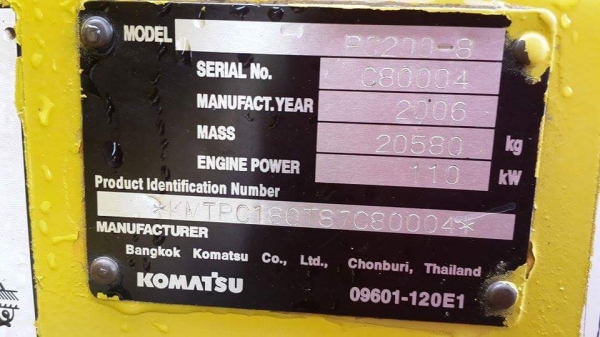 MODEL PC200-8
SERIAL No. C80004
MANUFACT.YEAR 2006
MASS 20580 kg
ENGINE POWER 110 kW
Product Identification Number
*KMTPC180T87C80004*
MANUFACTURER
Bangkok Komatsu Co., Ltd., Chonburi, Thailand
KOMATSU 09601-120E1